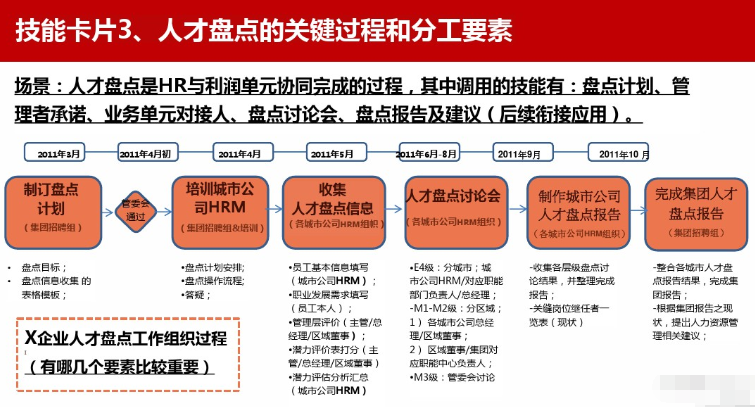 技能卡片3、人才盘点的关键过程和分工要素
场景：人才盘点是HR与利润单元协同完成的过程，其中调用的技能有：盘点计划、管
理者承诺、业务单元对接人、盘点讨论会、盘点报告及建议（后续衔接应用）。
2011年3月
2011年4月初
2011年4月
2011年5月
2011年6月-8月
2011年9月
2011年10 月
制订盘点
计划
（集团招聘组）
管委会
通过
培训城市公
司HRM
（集团招聘组&培训）
收集
人才盘点信息
（各城市公司HRM组织）
人才盘点讨论会
（各城市公司HRM组织）
制作城市公司
人才盘点报告
（各城市公司HRM组织）
完成集团人才
盘点报告
（集团招聘组）
• 盘点目标；
• 盘点信息收集 的
表格模板；
•盘点计划安排；
•盘点操作流程；
•答疑；
•员工基本信息填写
（城市公司HRM）；
•职业发展需求填写
（员工本人）；
•管理层评价（主管/总
经理/区域董事）；
•潜力评价表打分（主
管/总经理/区域董事）
•潜力评估分析汇总
（城市公司HRM）
•E4级：分城市；城
市公司HRM/对应职能
部门负责人/总经理；
-M1-M2级：分区域；
1） 各城市公司总经
理/区域董事；
2） 区域董事/集团对
应职能中心负责人；
•M3级：管委会讨论
-收集各层级盘点讨
论结果，并整理完成
报告；
-关键岗位继任者一
览表（现状）
-整合各城市人才盘
点报告结果，完成集
团报告；
-根据集团报告之现
状，提出人力资源管
理相关建议；
X企业人才盘点工作组织过程
（有哪几个要素比较重要）